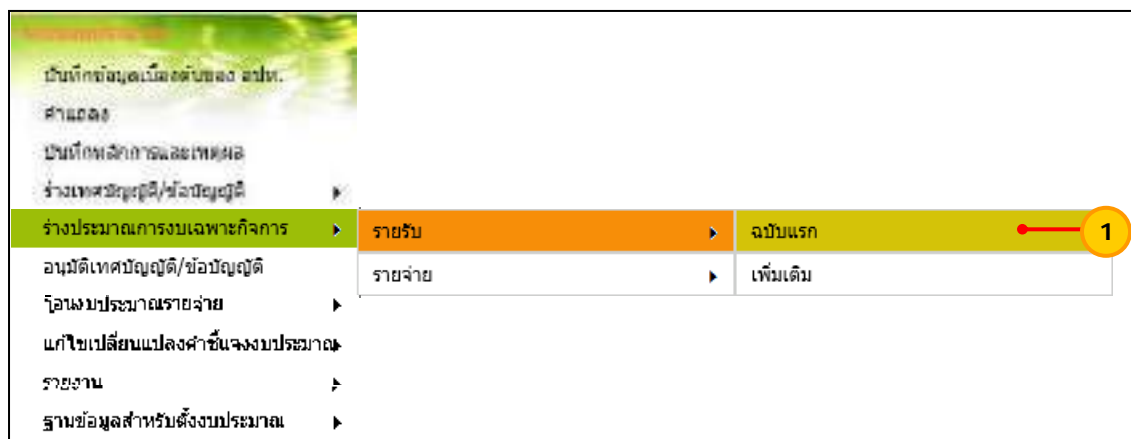 บันทึกข้อมูลเบื้องต้นของ อปท.
คำแถลง
บันทึกหลักการและเหตุผล
ร่างเทศบัญญัติ/ข้อบัญญัติ
ร่างประมาณการงบเฉพาะกิจการ
รายรับ
ฉบับแรก
1
อนุมัติเทศบัญญัติ/ข้อบัญญัติ
รายจ่าย
เพิ่มเติม
โอนงบประมาณรายจ่าย
แก้ไขเปลี่ยนแปลงคำชี้แจงงบประมาณ
รายงาน
ฐานข้อมูลสำหรับตั้งงบประมาณ